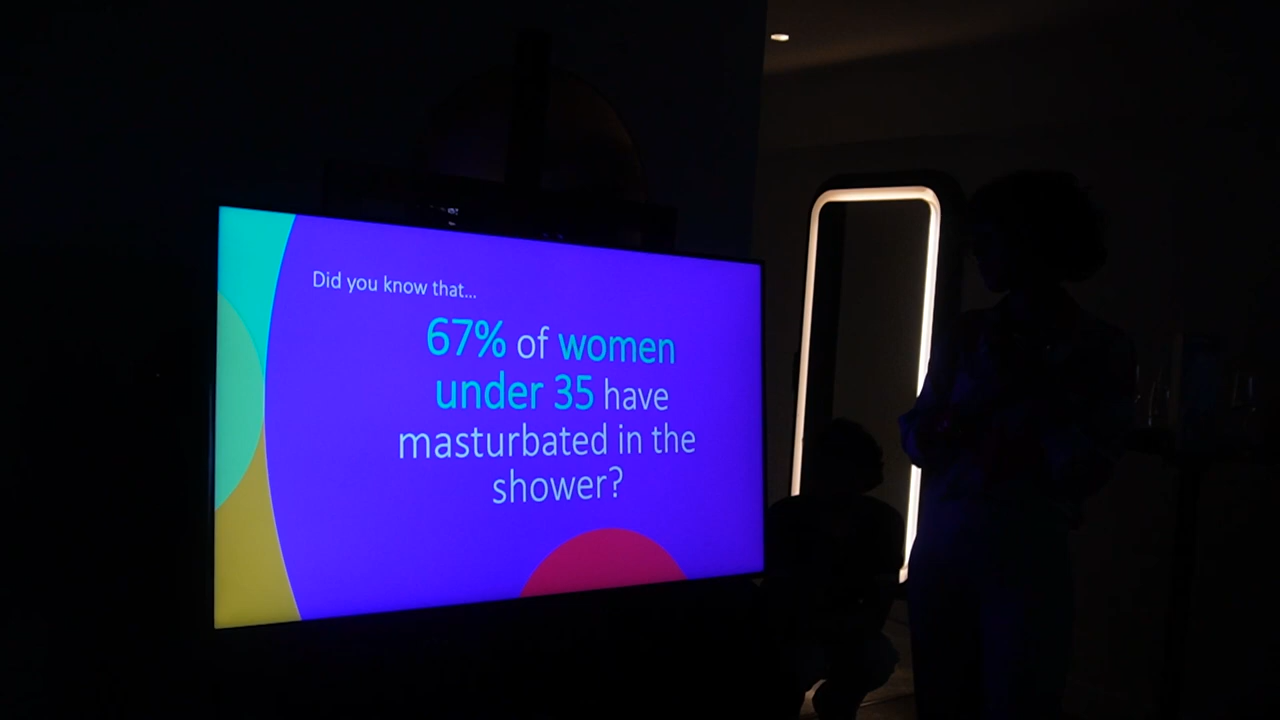 Did you know that...
67% of women
under 35 have
masturbated in the
shower?